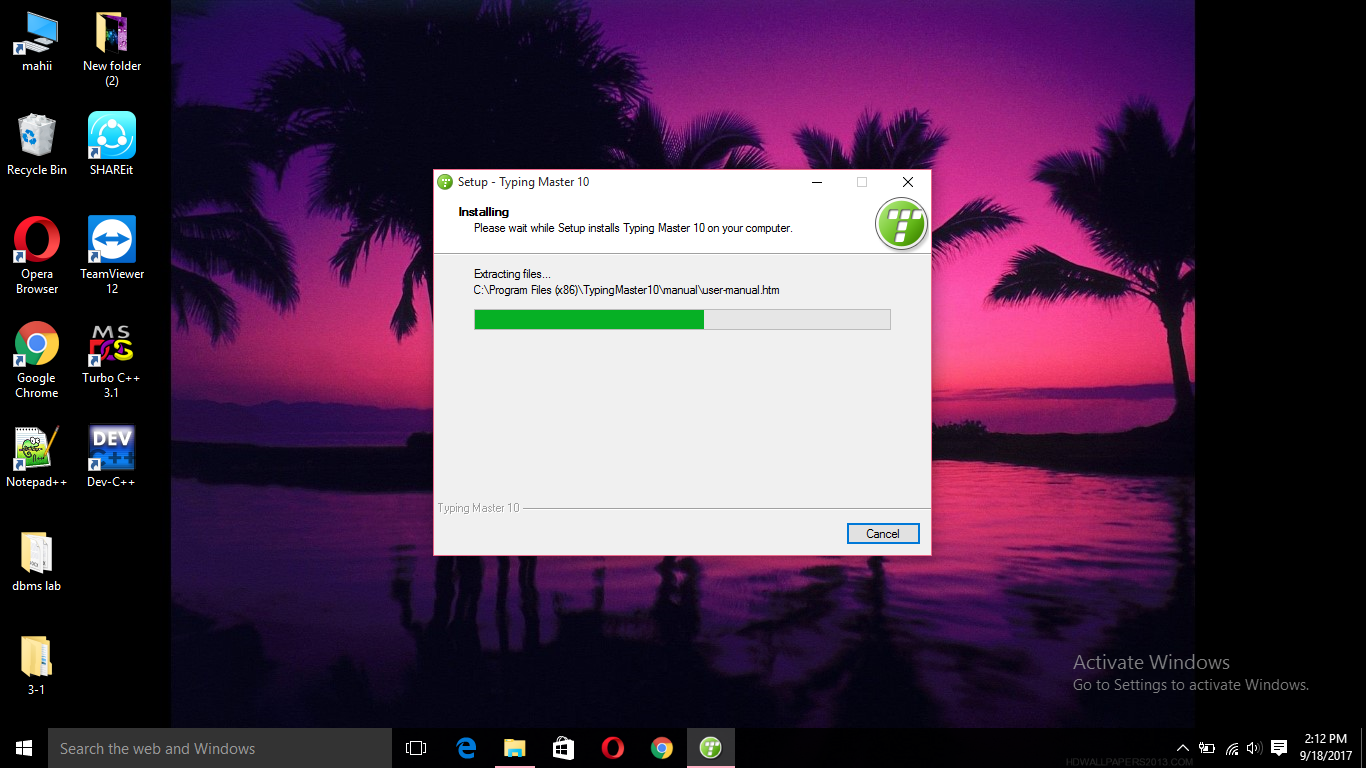 mahii
New folder
(2)
Recycle Bin
SHAREit
Opera
Browser
TeamViewer
12
Google
Chrome
MS
DOS
Turbo C++
3.1
Notepad++
DEV
C++
Dev-C++
dbms lab
3-1
Setup - Typing Master 10
Installing
Please wait while Setup installs Typing Master 10 on your computer.
Extracting files...
C:\Program Files (x86)\TypingMaster10\manual\user-manual.htm
Typing Master 10
Cancel
Activate Windows
Go to Settings to activate Windows.
HDWALLPAPERS2013.COM
Search the web and Windows
2:12 PM
9/18/2017